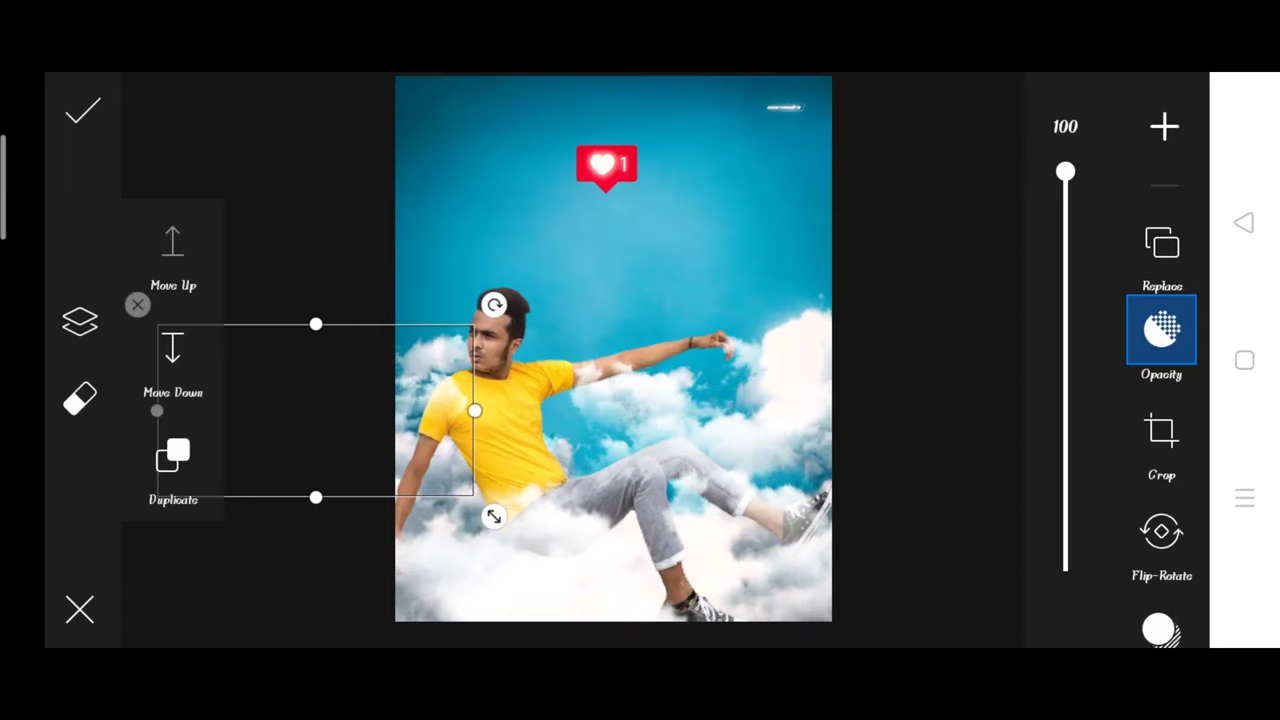 100
Move Up
Replace
Opacity
Move Down
Crop
Duplicate
Flip-Rotate
1